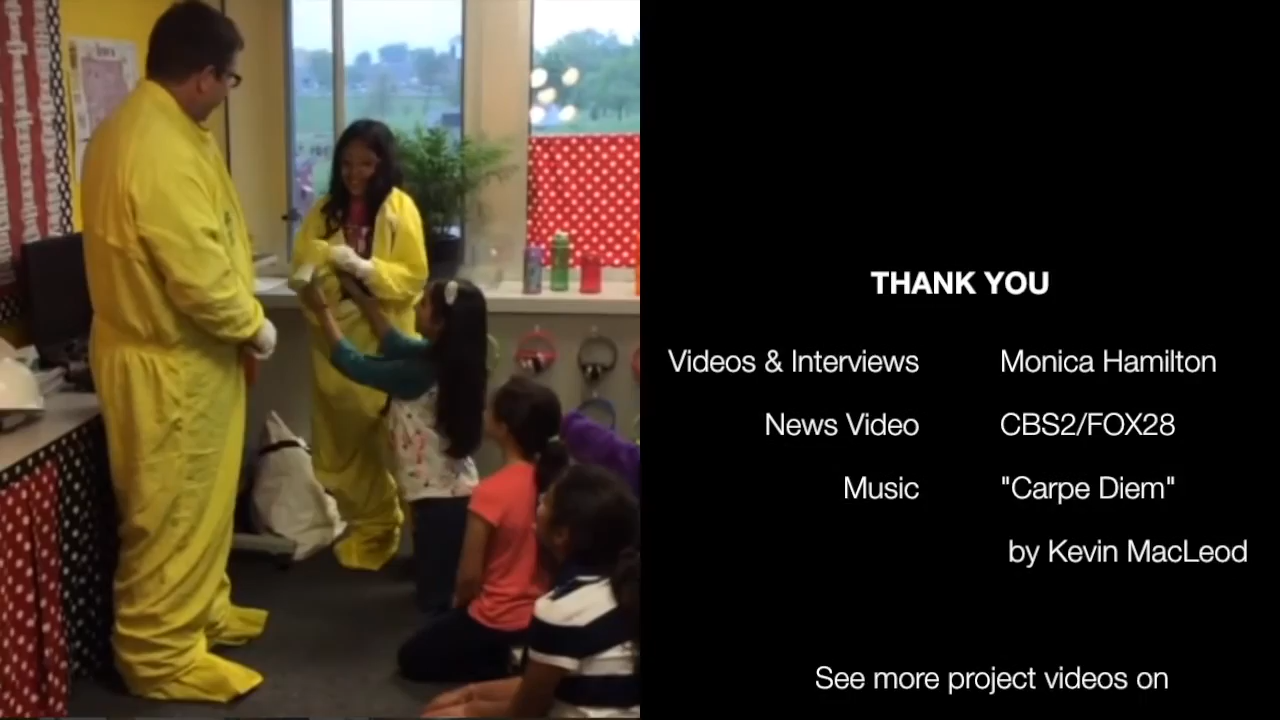 THANK YOU
Videos & Interviews Monica Hamilton
News Video CBS2/FOX28
Music "Carpe Diem"
by Kevin MacLeod
See more project videos on